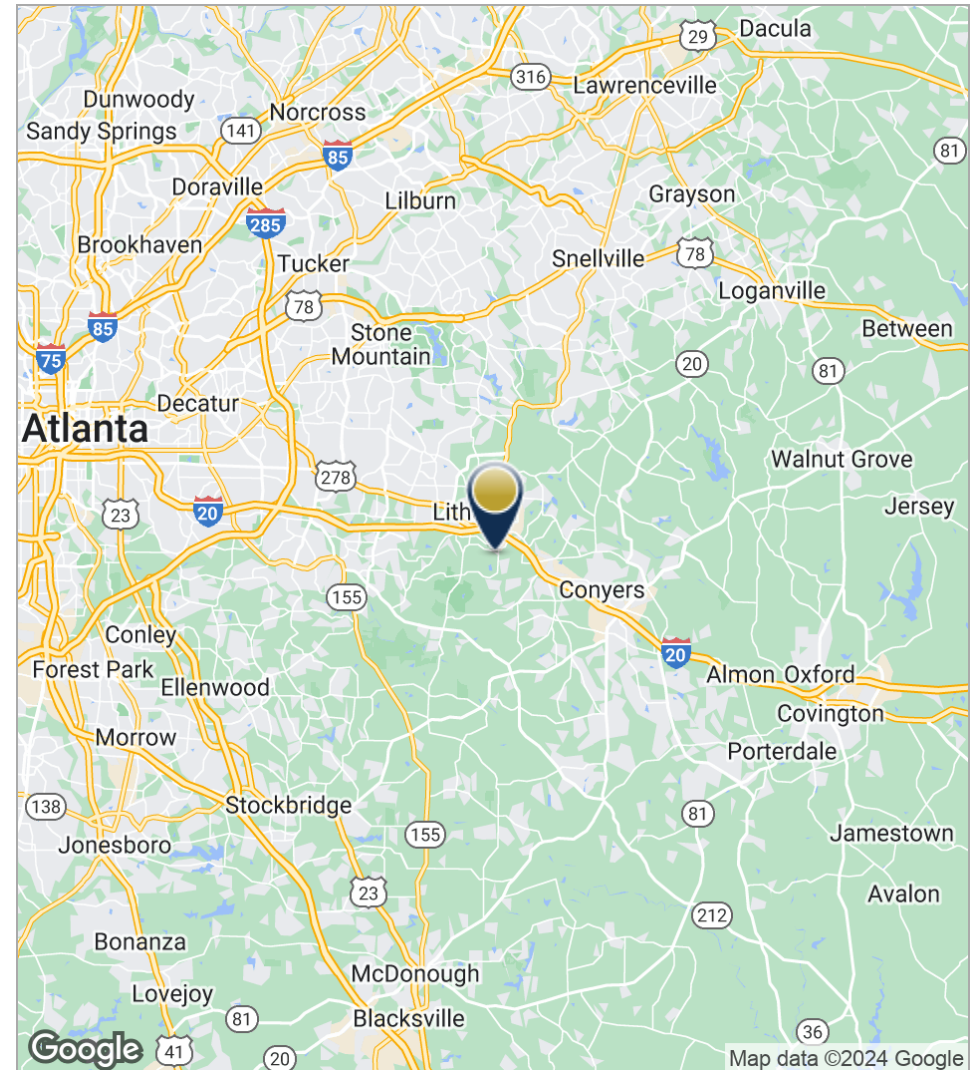 Dacula
29
316
Lawrenceville
Dunwoody
Norcross
Sandy Springs
141
85
81
Doraville
Lilburn
Grayson
285
Brookhaven
Tucker
Snellville
78
78
Loganville
85
Stone
Mountain
Between
75
20
81
Decatur
Atlanta
278
Walnut Grove
23
20
Lith
Jersey
155
Conyers
Conley
20
Forest Park
Ellenwood
Almon
Oxford
Covington
Morrow
Porterdale
138
Stockbridge
81
155
Jamestown
Jonesboro
23
Avalon
212
Bonanza
McDonough
Lovejoy
81
Blacksville
36
Google
41
20
Map data ©2024 Google